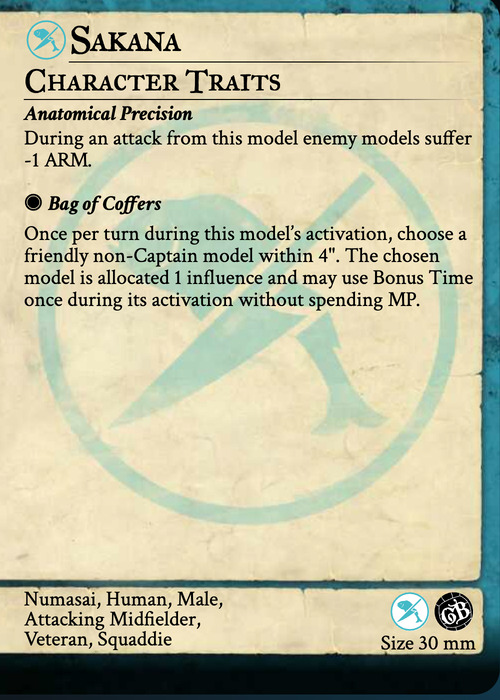 Sakana
Character Traits
Anatomical Precision
During an attack from this model enemy models suffer
-1 ARM.
Bag of Coffers
Once per turn during this model's activation, choose a
friendly non-Captain model within 4". The chosen
model is allocated 1 influence and may use Bonus Time
once during its activation without spending MP.
Numasai, Human, Male,
Attacking Midfielder,
Veteran, Squaddie
GB
Size 30 mm